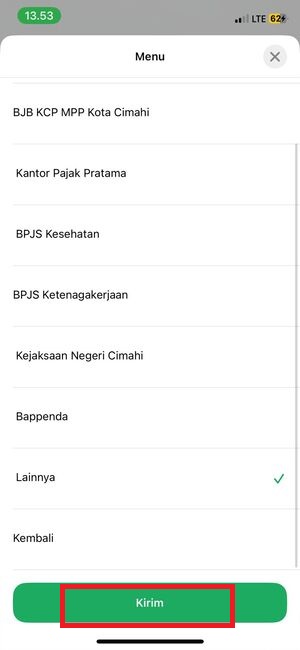 13.53
LTE 62
Menu
BJB KCP MPP Kota Cimahi
Kantor Pajak Pratama
BPJS Kesehatan
BPJS Ketenagakerjaan
Kejaksaan Negeri Cimahi
Bappenda
Lainnya
Kembali
Kirim